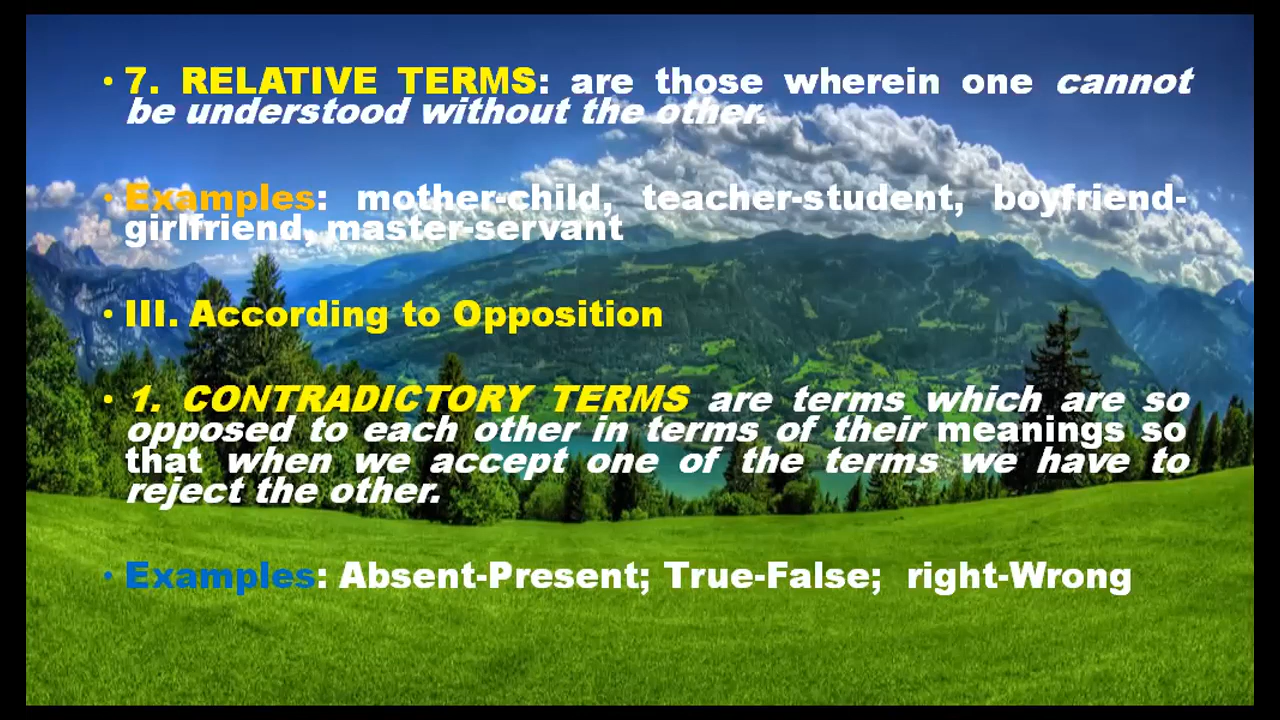 • 7. RELATIVE TERMS: are those wherein one cannot
be understood without the other.
• Examples: mother-child, teacher-student, boyfriend-
girlfriend, master-servant
• III. According to Opposition
• 1. CONTRADICTORY TERMS are terms which are so
opposed to each other in terms of their meanings so
that when we accept one of the terms we have to
reject the other.
• Examples: Absent-Present; True-False; right-Wrong